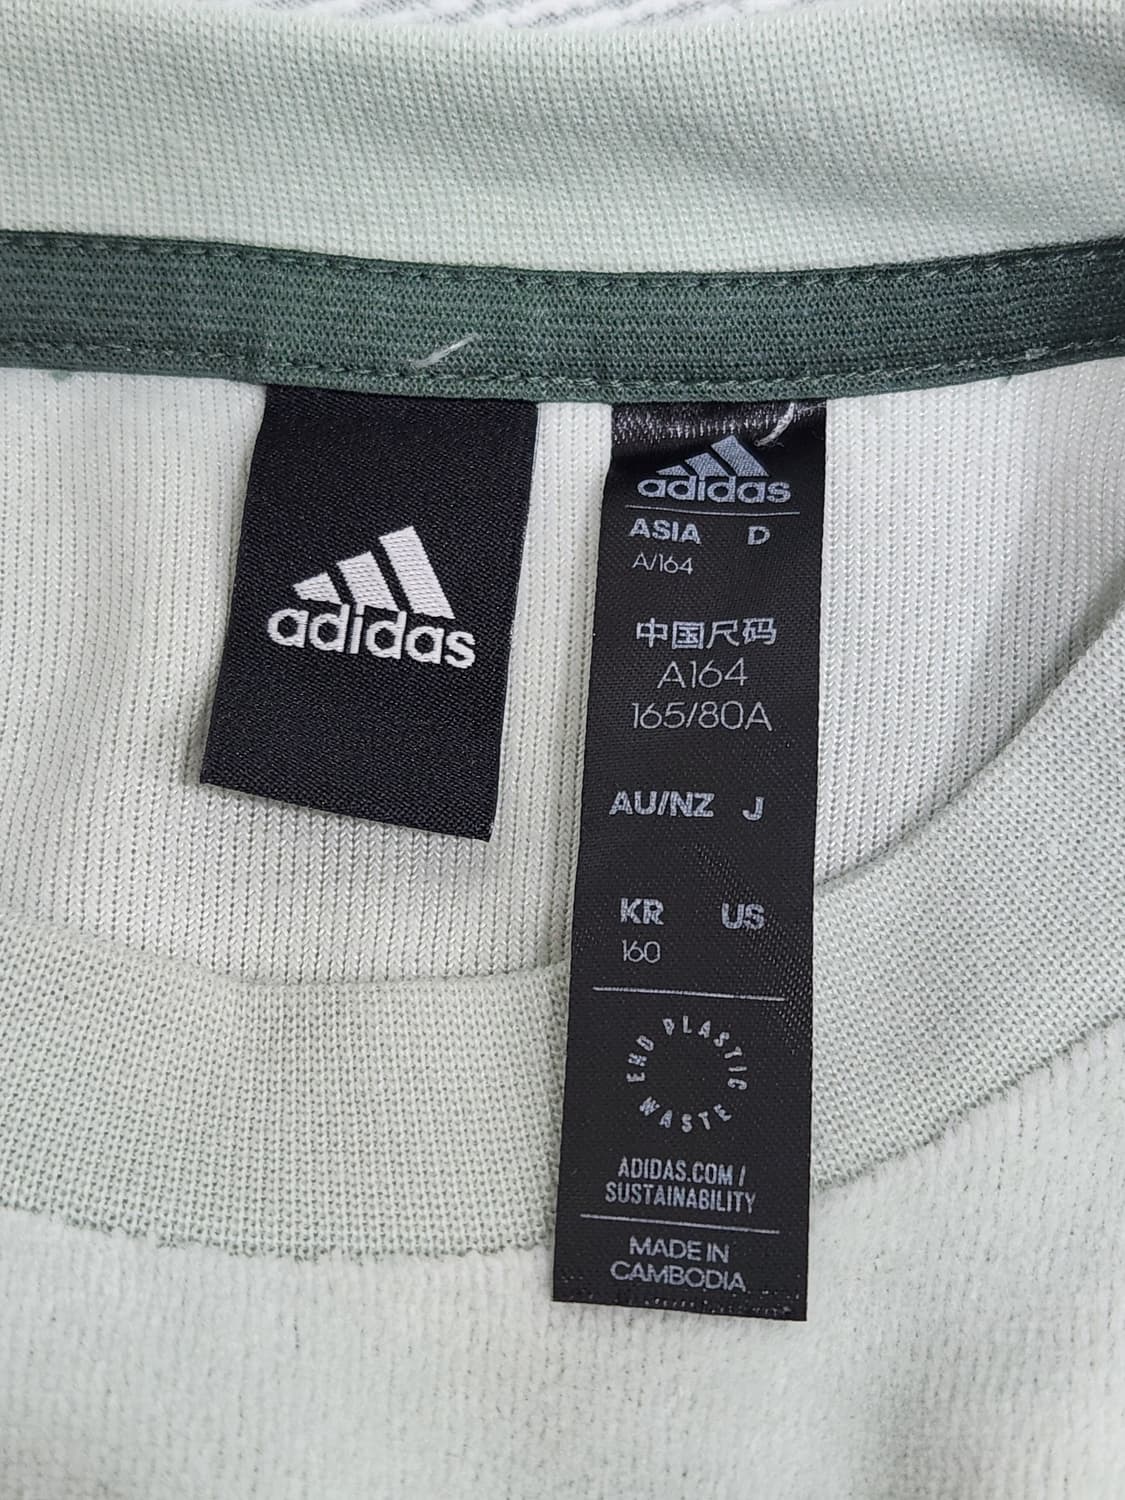 adidas
adidas
ASIA D
A/164
中国尺码
A164
165/80A
AU/NZ J
KR US
160
END PLASTIC WASTE
ADIDAS.COM/
SUSTAINABILITY
MADE IN
CAMBODIA